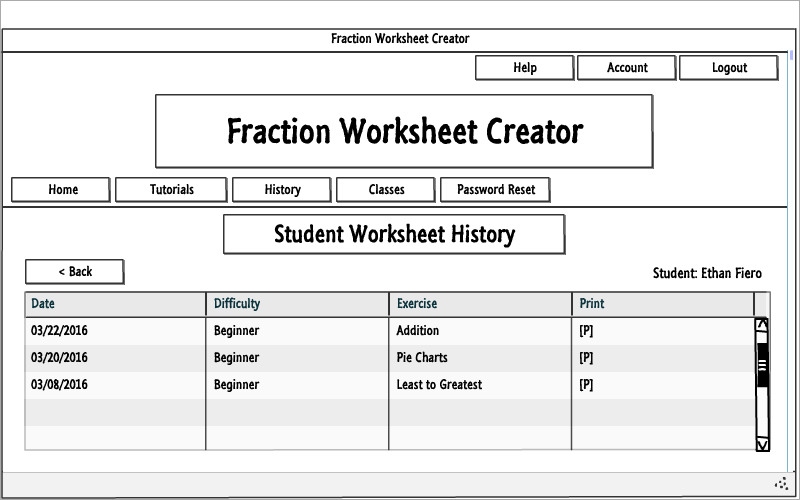 Fraction Worksheet Creator
Help Account Logout
Fraction Worksheet Creator
Home Tutorials History Classes Password Reset
Student Worksheet History
< Back
Student: Ethan Fiero
Date Difficulty Exercise Print
03/22/2016 Beginner Addition [P]
03/20/2016 Beginner Pie Charts [P]
03/08/2016 Beginner Least to Greatest [P]